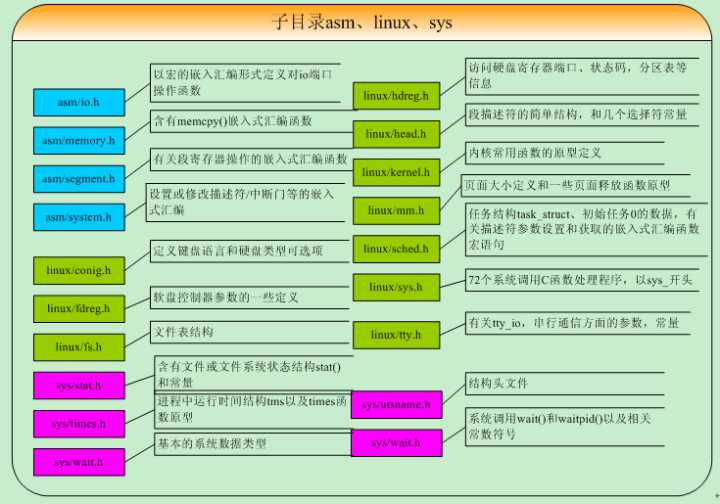 子目录asm、linux、sys
asm/io.h
以宏的嵌入汇编形式定义对io端口
操作函数
asm/memory.h
含有memcpy()嵌入式汇编函数
asm/segment.h
有关段寄存器操作的嵌入式汇编函数
asm/system.h
设置或修改描述符/中断门等的嵌入
式汇编
linux/conig.h
定义键盘语言和硬盘类型可选项
linux/fdreg.h
软盘控制器参数的一些定义
linux/fs.h
文件表结构
sys/stat.h
含有文件或文件系统状态结构stat()
和常量
sys/times.h
进程中运行时间结构tms以及times函
数原型
sys/wait.h
基本的系统数据类型
linux/hdreg.h
访问硬盘寄存器端口、状态码，分区表等
信息
linux/head.h
段描述符的简单结构，和几个选择符常量
linux/kernel.h
内核常用函数的原型定义
linux/mm.h
页面大小定义和一些页面释放函数原型
linux/sched.h
任务结构task_struct、初始任务0的数据，有
关描述符参数设置和获取的嵌入式汇编函数
宏语句
linux/sys.h
72个系统调用C函数处理程序，以sys_开头
linux/tty.h
有关tty_io，串行通信方面的参数，常量
sys/utsname.h
结构头文件
sys/wait.h
系统调用wait()和waitpid()以及相关
常数符号